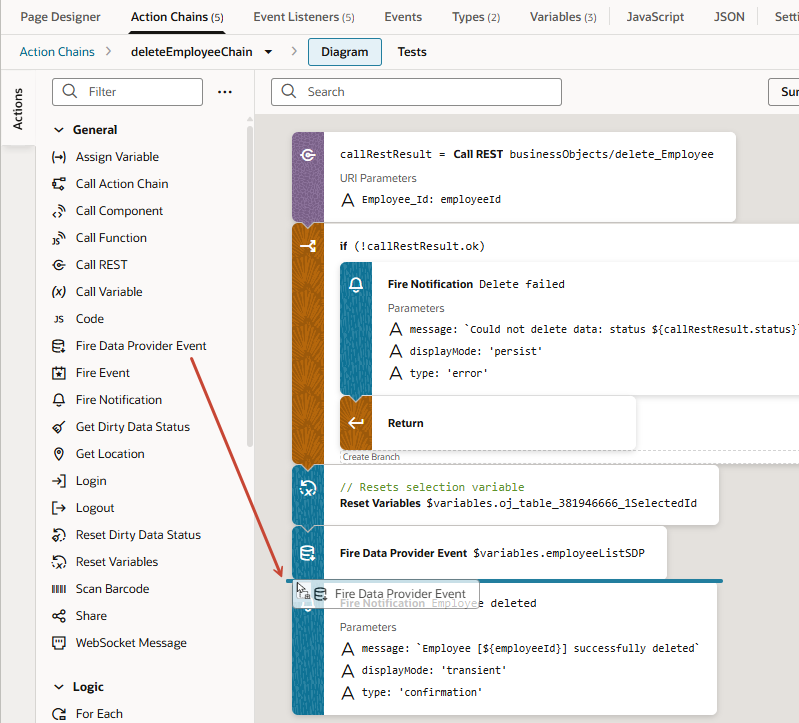 Page Designer
Action Chains (5)
Event Listeners (5)
Events
Types (2)
Variables (3)
JavaScript
JSON
Setti
Action Chains
deleteEmployeeChain
Diagram
Tests
Actions
Filter
Search
Sur
General
Assign Variable
Call Action Chain
Call Component
Call Function
Call REST
Call Variable
Code
Fire Data Provider Event
Fire Event
Fire Notification
Get Dirty Data Status
Get Location
Login
Logout
Reset Dirty Data Status
Reset Variables
Scan Barcode
Share
WebSocket Message
Logic
For Each
callRestResult = Call REST businessObjects/delete_Employee
URI Parameters
Employee_Id: employeeId
if (!callRestResult.ok)
Fire Notification Delete failed
Parameters
message: `Could not delete data: status ${callRestResult.status}`
displayMode: 'persist'
type: 'error'
Return
Create Branch
// Resets selection variable
Reset Variables $variables.oj_table_381946666_1SelectedId
Fire Data Provider Event $variables.employeeListSDP
Fire Data Provider Event
Fire Notification Employee deleted
Parameters
message: `Employee [${employeeId}] successfully deleted`
displayMode: 'transient'
type: 'confirmation'